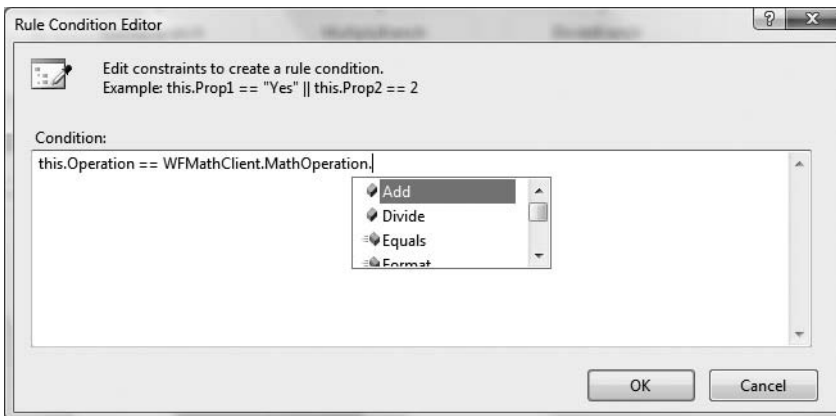 Rule Condition Editor
?
X
Edit constraints to create a rule condition.
Example: this.Prop1 == "Yes" || this.Prop2 == 2
Condition:
this.Operation == WFMathClient.MathOperation.
Add
Divide
Equals
Format
OK
Cancel